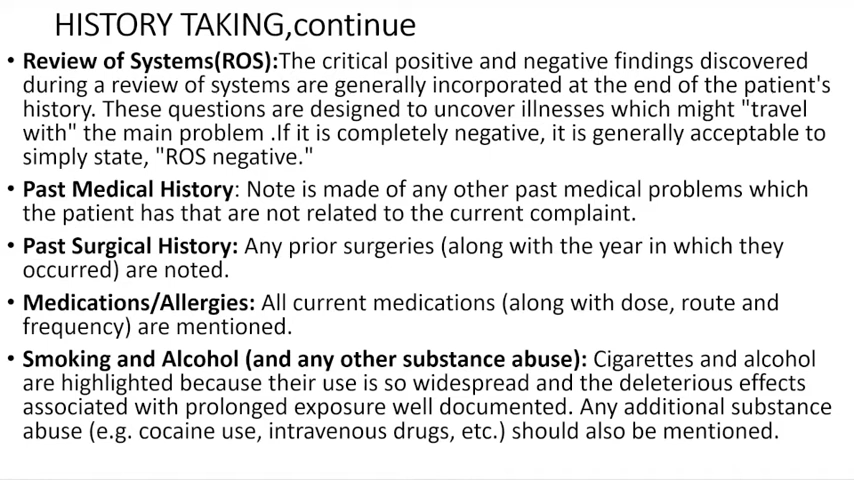 HISTORY TAKING,continue
• Review of Systems(ROS):The critical positive and negative findings discovered
during a review of systems are generally incorporated at the end of the patient's
history. These questions are designed to uncover illnesses which might "travel
with" the main problem .If it is completely negative, it is generally acceptable to
simply state, "ROS negative."
• Past Medical History: Note is made of any other past medical problems which
the patient has that are not related to the current complaint.
• Past Surgical History: Any prior surgeries (along with the year in which they
occurred) are noted.
• Medications/Allergies: All current medications (along with dose, route and
frequency) are mentioned.
• Smoking and Alcohol (and any other substance abuse): Cigarettes and alcohol
are highlighted because their use is so widespread and the deleterious effects
associated with prolonged exposure well documented. Any additional substance
abuse (e.g. cocaine use, intravenous drugs, etc.) should also be mentioned.